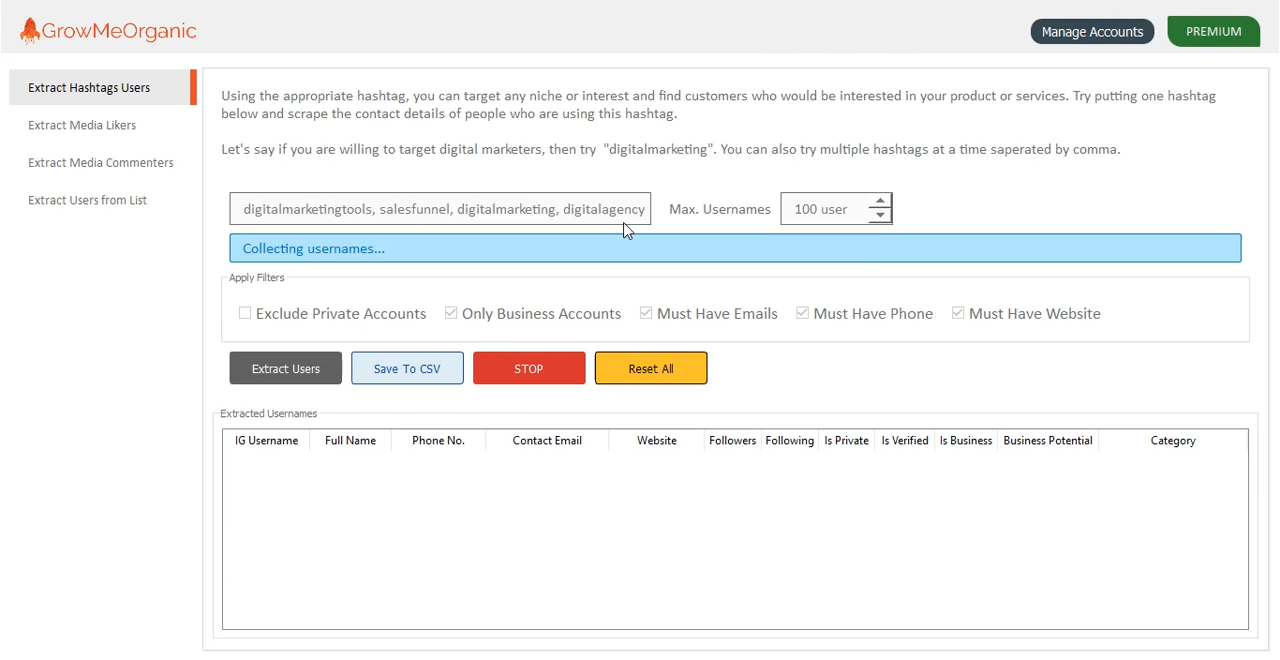 GrowMeOrganic
Manage Accounts
PREMIUM
Extract Hashtags Users
Extract Media Likers
Extract Media Commenters
Extract Users from List
Using the appropriate hashtag, you can target any niche or interest and find customers who would be interested in your product or services. Try putting one hashtag
below and scrape the contact details of people who are using this hashtag.
Let's say if you are willing to target digital marketers, then try "digitalmarketing". You can also try multiple hashtags at a time saperated by comma.
digitalmarketingtools, salesfunnel, digitalmarketing, digitalagency Max. Usernames 100 user
Collecting usernames...
Apply Filters
Exclude Private Accounts Only Business Accounts Must Have Emails Must Have Phone Must Have Website
Extract Users Save To CSV STOP Reset All
Extracted Usernames
IG Username Full Name Phone No. Contact Email Website Followers Following Is Private Is Verified Is Business Business Potential Category